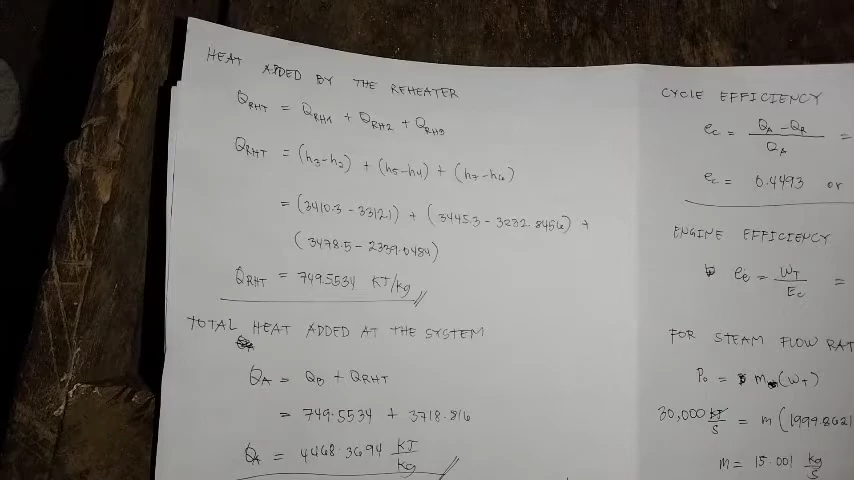 HEAT ADDED BY THE REHEATER
QRHT = QRH1 + QRH2 + QRH3
QRHT = (h3-h2) + (h5-h4) + (h7-h6)
= (3410.3 - 3312.1) + (3445.3 - 3232.8456) +
(3478.5 - 2339.0484)
QRHT = 749.5534 KJ/kg
TOTAL HEAT ADDED AT THE SYSTEM
QA = QB + QRHT
= 749.5534 + 3718.816
QA = 4468.3694 KJ/kg
CYCLE EFFICIENCY
ec = QA - QR / QA =
ec = 0.4493 or
ENGINE EFFICIENCY
ee = WT / Ec =
FOR STEAM FLOW RAT
Po = m (WT)
30,000 KJ/S = m (1999.8621
m = 15.001 kg/S